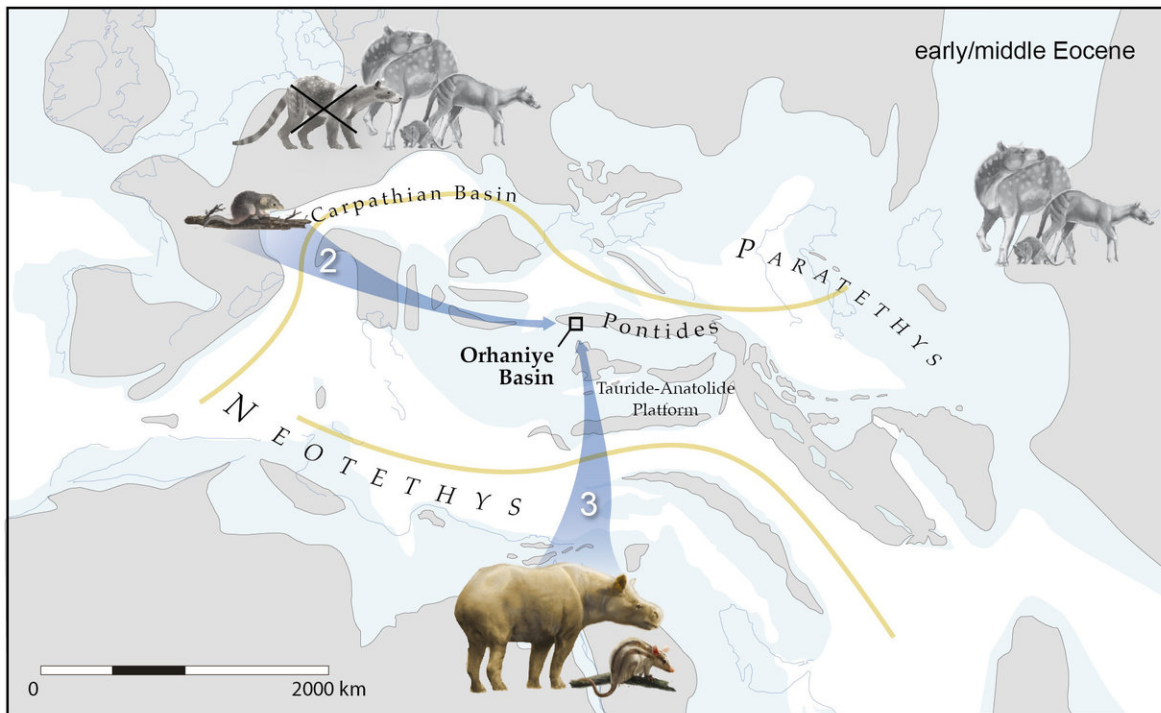 early/middle Eocene
Carpathian Basin
2
PARATETHYS
Pontides
Orhaniye
Basin
Tauride-Anatolide
Platform
NEOTETHYS
3
0 2000 km